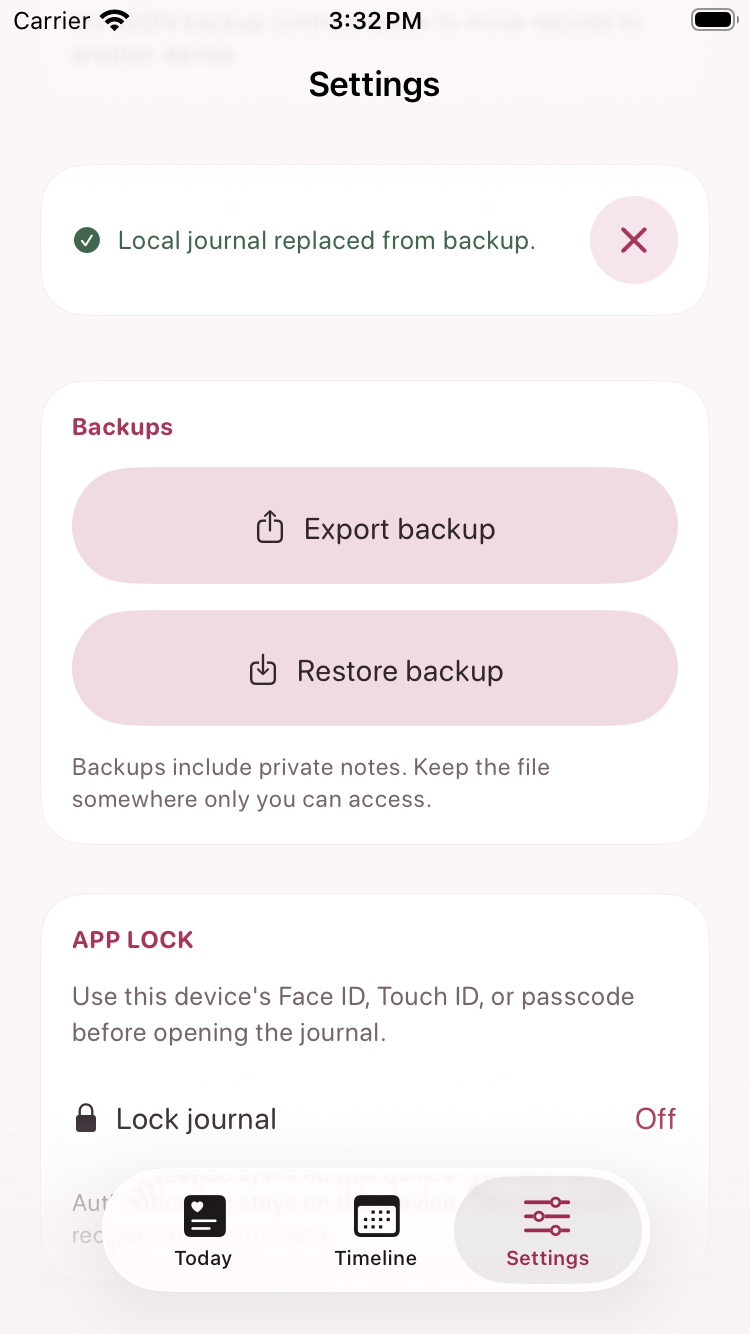 Carrier 3:32 PM
another device.
Settings
Local journal replaced from backup.
Backups
Export backup
Restore backup
Backups include private notes. Keep the file
somewhere only you can access.
APP LOCK
Use this device's Face ID, Touch ID, or passcode
before opening the journal.
Lock journal Off
Today
Timeline
Settings